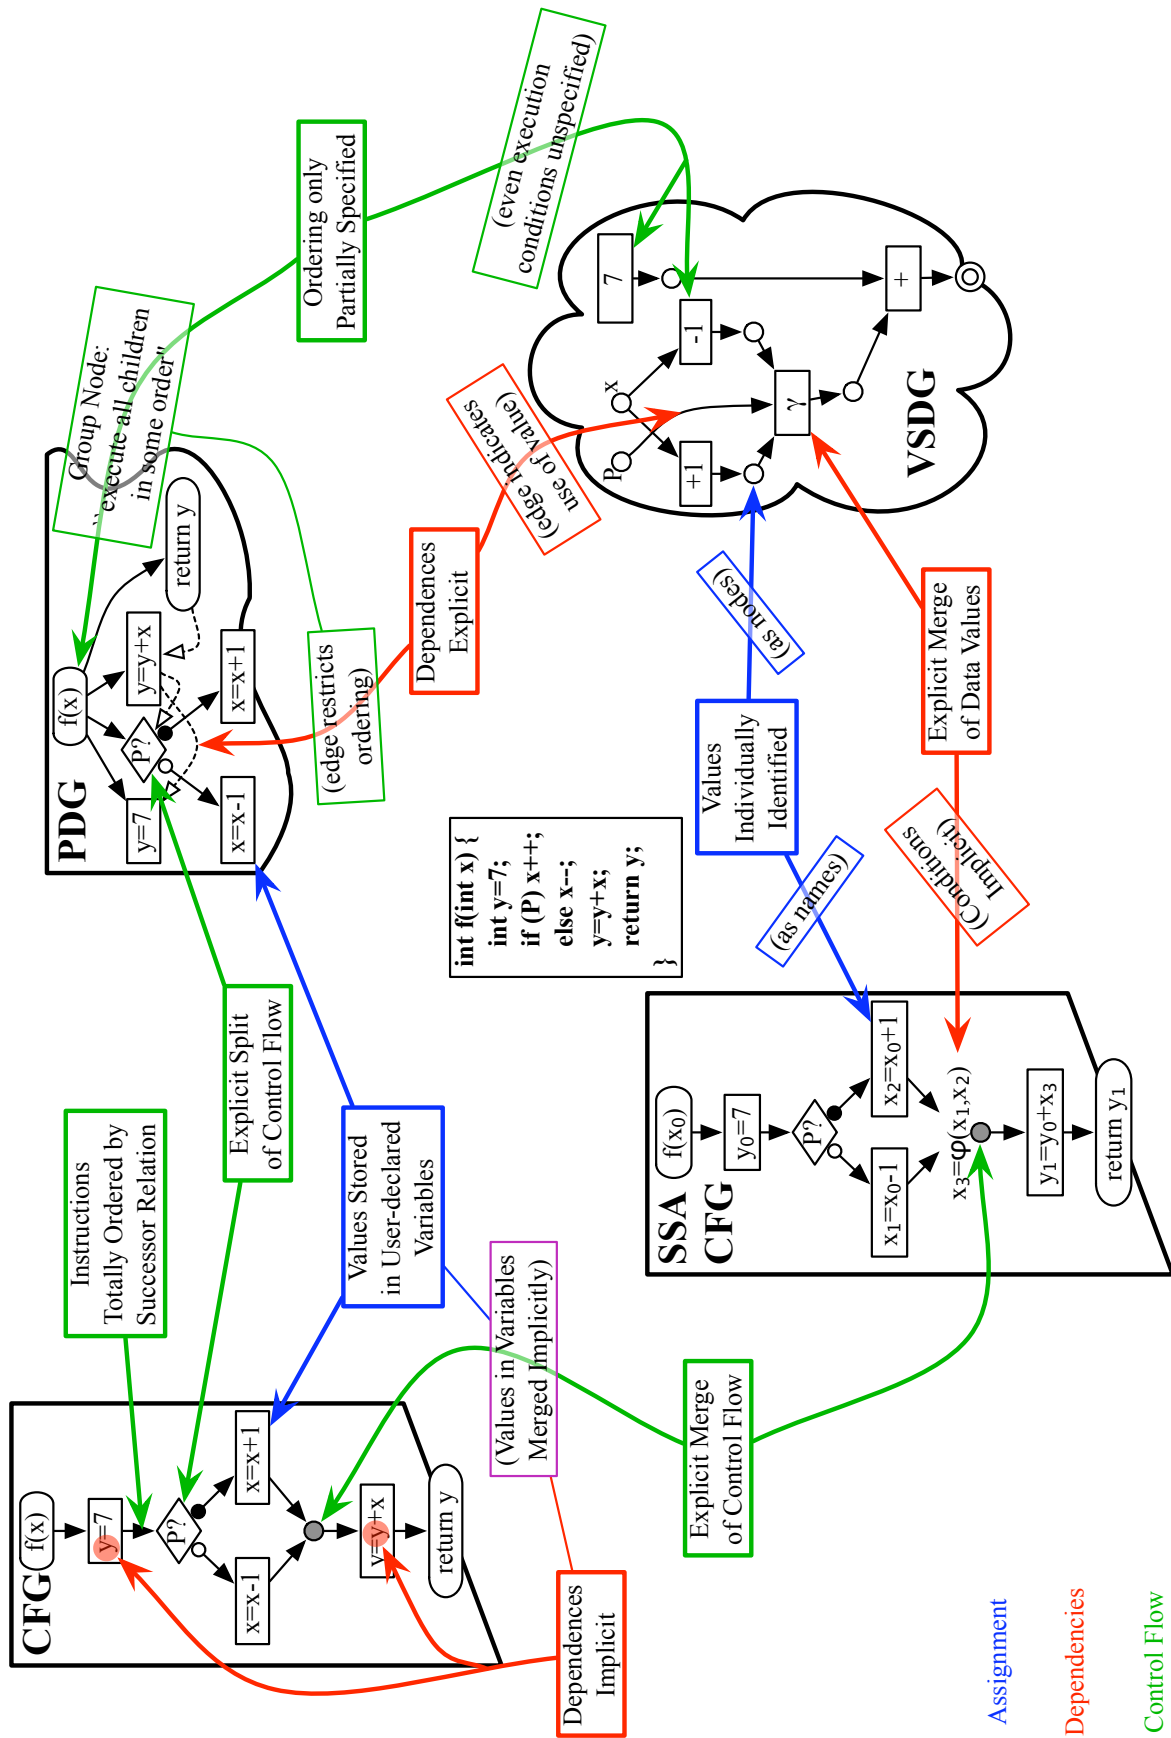 CFG
f(x)
y=7
P?
x=x-1
x=x+1
y=y+x
return y
Instructions
Totally Ordered by
Successor Relation
Explicit Split
of Control Flow
PDG
f(x)
y=7
P?
y=y+x
return y
x=x-1
x=x+1
Group Node:
``execute all children
in some order"
Ordering only
Partially Specified
(edge restricts
ordering)
Values Stored
in User-declared
Variables
Dependences
Explicit
(edge indicates
use of value)
(even execution
conditions unspecified)
int f(int x) {
int y=7;
if (P) x++;
else x--;
y=y+x;
return y;
}
(Values in Variables
Merged Implicitly)
Dependences
Implicit
Explicit Merge
of Control Flow
SSA
CFG
f(x₀)
y₀=7
P?
x₁=x₀-1
x₂=x₀+1
x₃=φ(x₁,x₂)
y₁=y₀+x₃
return y₁
Values
Individually
Identified
(as names)
(as nodes)
Explicit Merge
of Data Values
(Conditions
Implicit)
VSDG
P
x
7
+1
-1
γ
+
Assignment
Dependencies
Control Flow